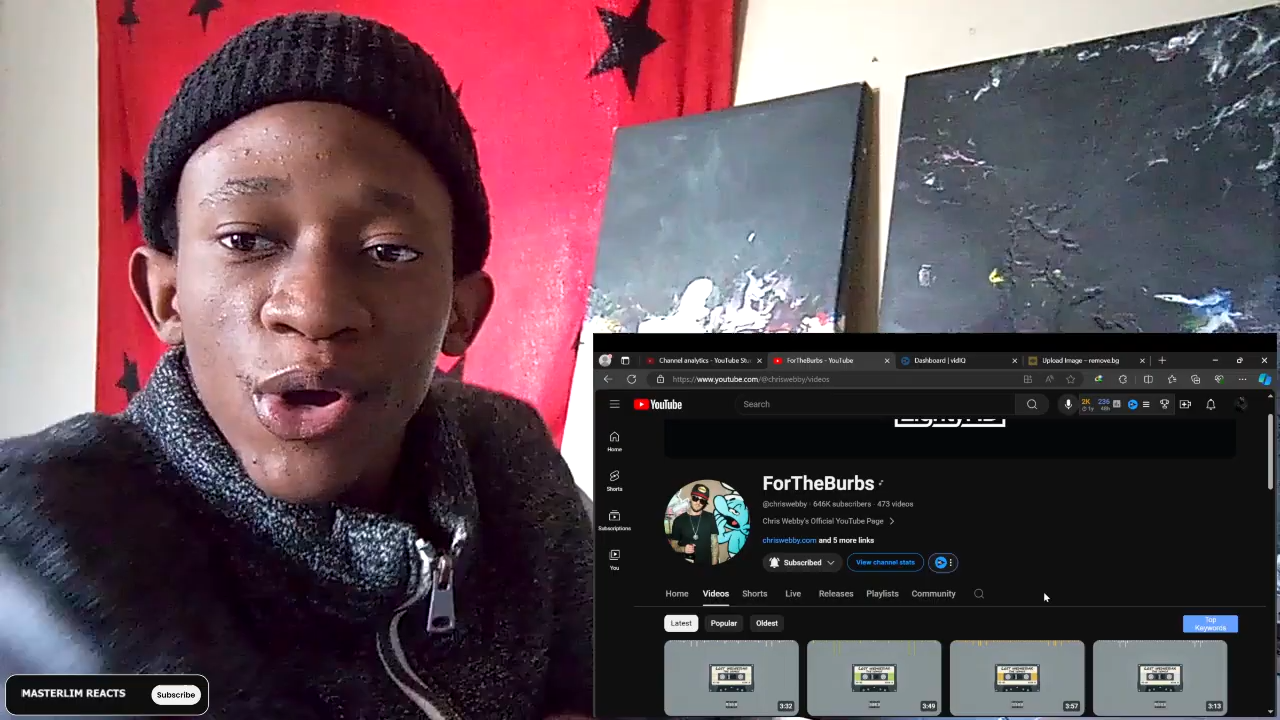 Channel analytics - YouTube Stu
ForTheBurbs - YouTube
Dashboard | vidIQ
Upload Image – remove.bg
https://www.youtube.com/@chriswebby/videos
YouTube
Search
2K
236
48h
Home
Shorts
Subscriptions
You
ForTheBurbs
@chriswebby · 646K subscribers · 473 videos
Chris Webby's Official YouTube Page
chriswebby.com and 5 more links
Subscribed
View channel stats
Home Videos Shorts Live Releases Playlists Community
Latest Popular Oldest
Top Keywords
3:32
3:49
3:57
3:13
MASTERLIM REACTS
Subscribe